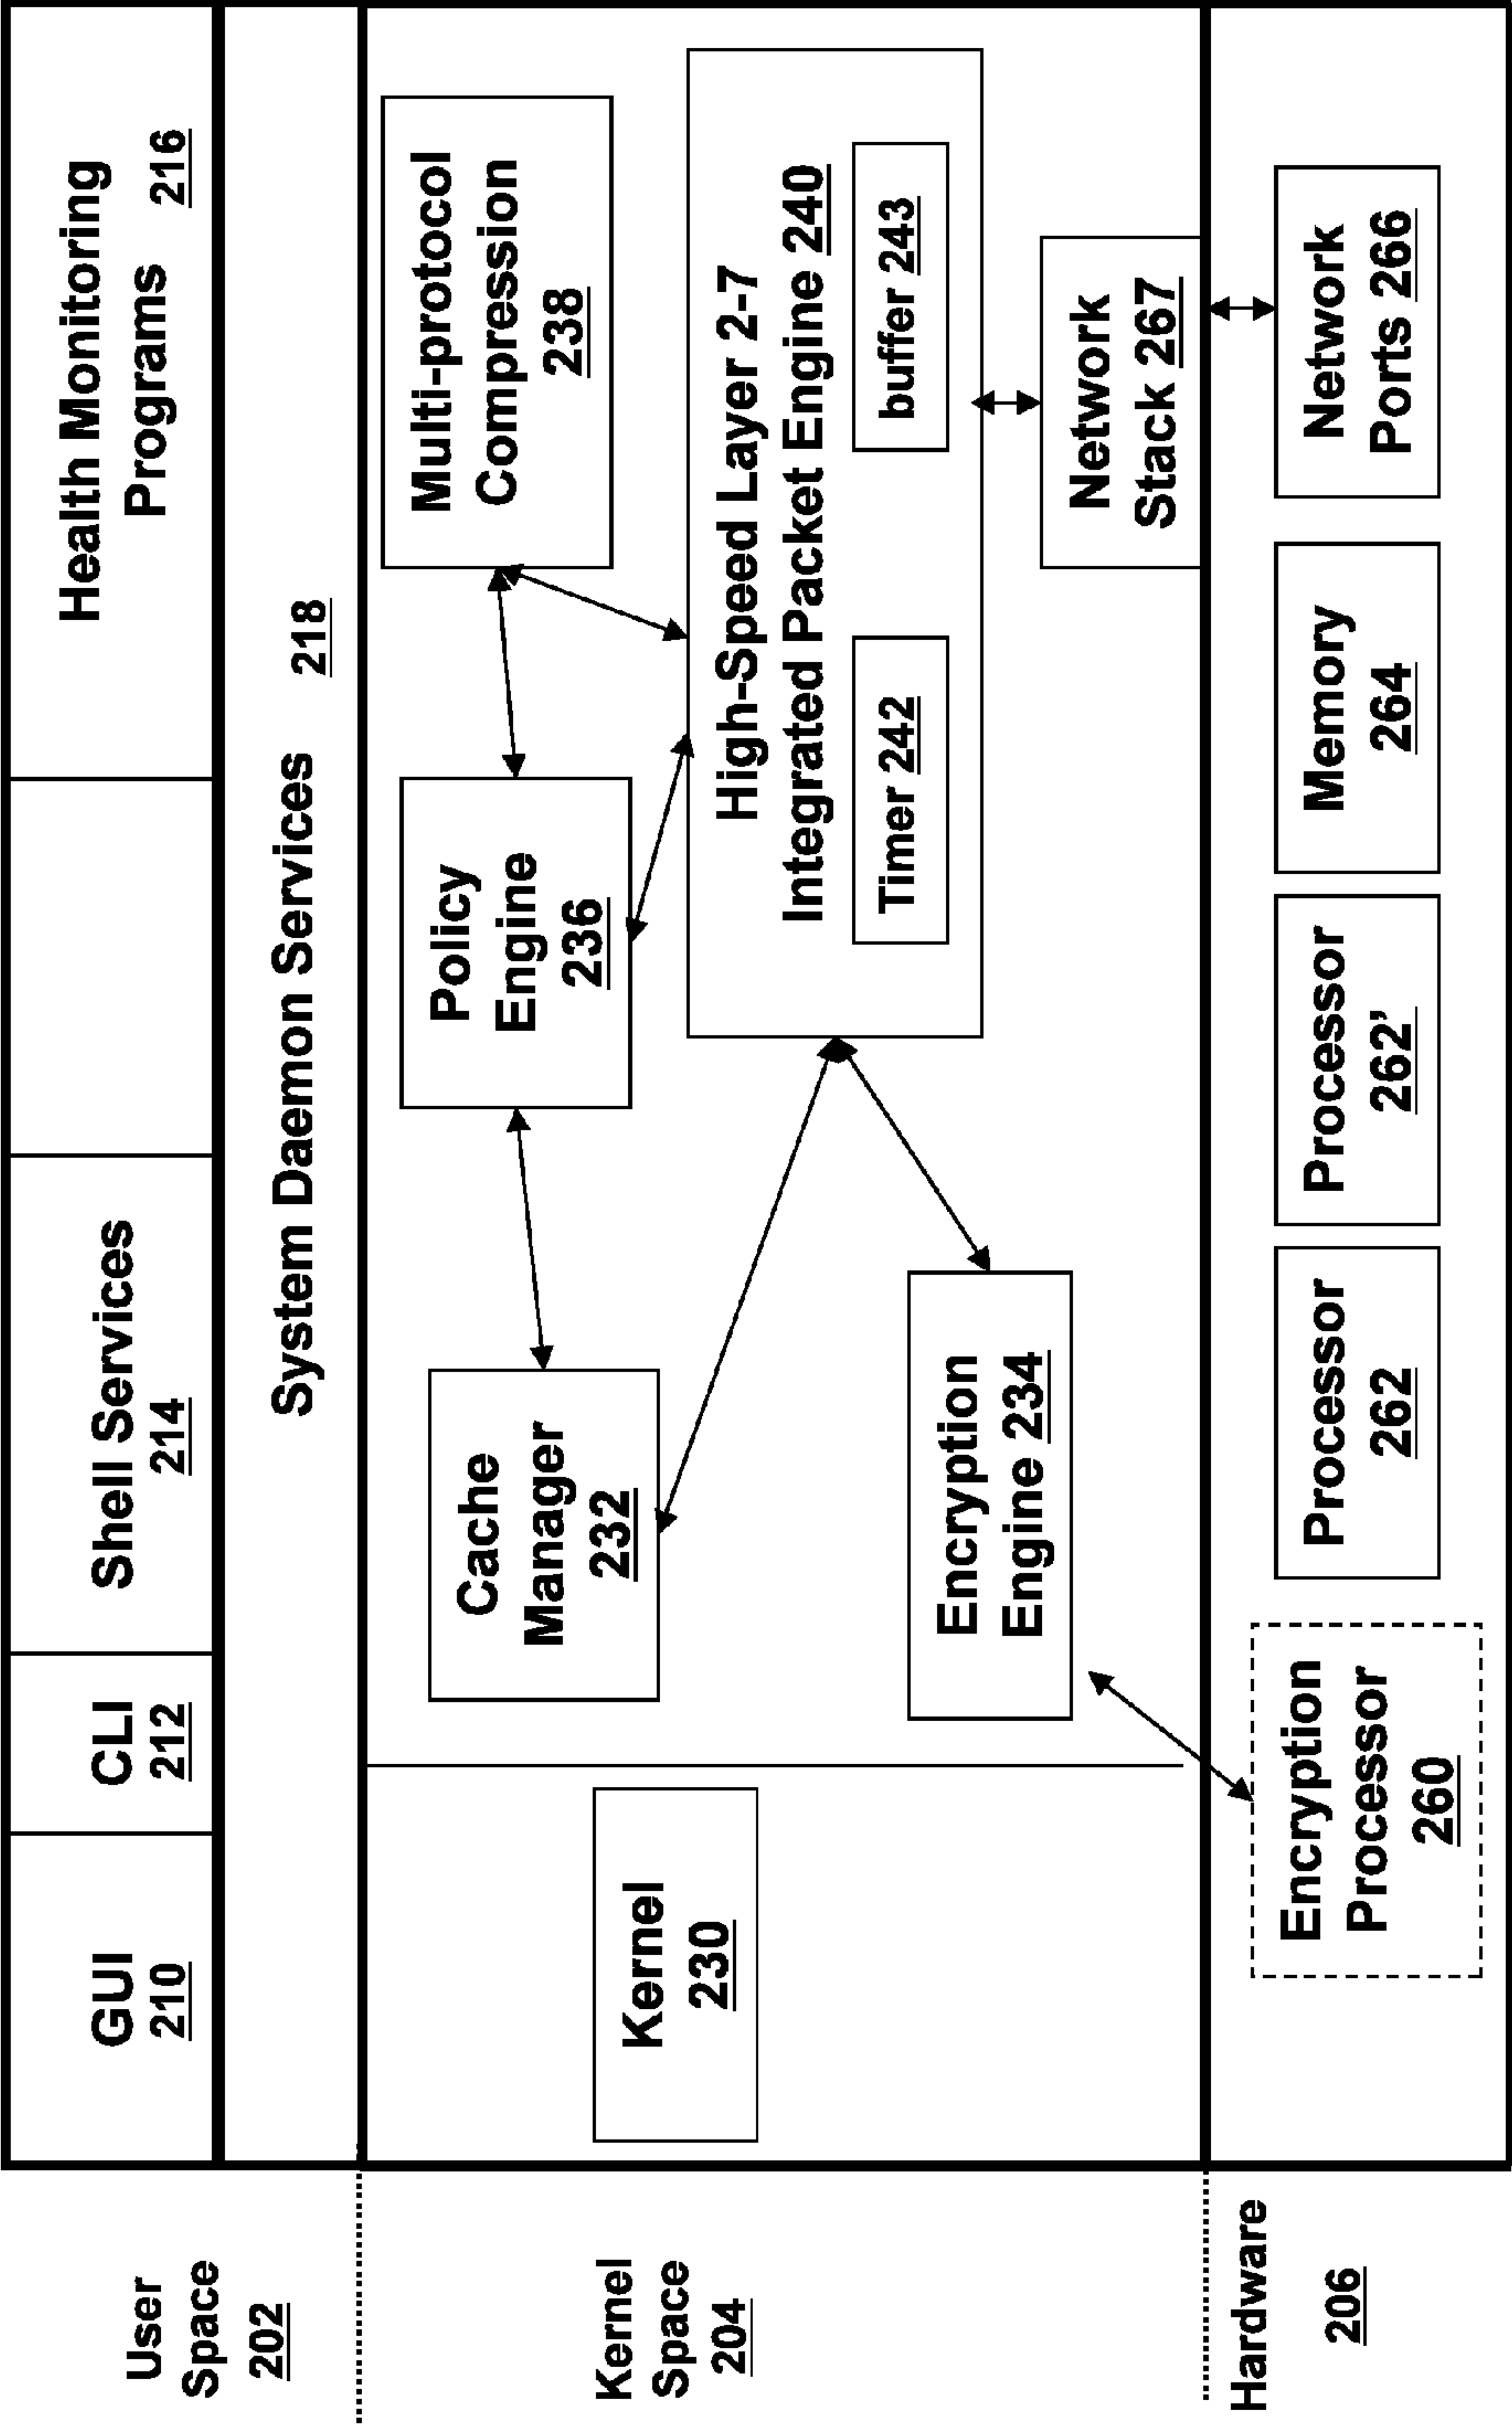 User
Space
202
GUI
210
CLI
212
Shell Services
214
Health Monitoring
Programs 216
System Daemon Services 218
Kernel
Space
204
Kernel
230
Cache
Manager
232
Policy
Engine
236
Multi-protocol
Compression
238
High-Speed Layer 2-7
Integrated Packet Engine 240
Timer 242
buffer 243
Encryption
Engine 234
Network
Stack 267
Hardware
206
Encryption
Processor
260
Processor
262
Processor
262’
Memory
264
Network
Ports 266